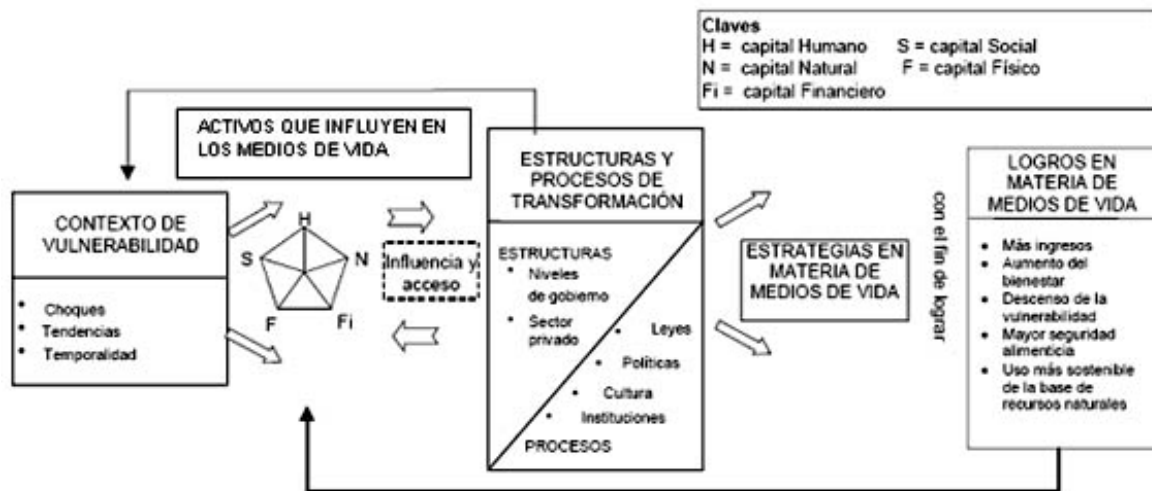 Claves
H = capital Humano S = capital Social
N = capital Natural F = capital Físico
Fi = capital Financiero
ACTIVOS QUE INFLUYEN EN
LOS MEDIOS DE VIDA
CONTEXTO DE
VULNERABILIDAD
• Choques
• Tendencias
• Temporalidad
H
S
N
F
Fi
Influencia y
acceso
ESTRUCTURAS Y
PROCESOS DE
TRANSFORMACIÓN
ESTRUCTURAS
• Niveles
de gobierno
• Sector
privado
• Leyes
• Políticas
• Cultura
• Instituciones
PROCESOS
ESTRATEGIAS EN
MATERIA DE
MEDIOS DE VIDA
con el fin de lograr
LOGROS EN
MATERIA DE
MEDIOS DE VIDA
• Más ingresos
• Aumento del
bienestar
• Descenso de la
vulnerabilidad
• Mayor seguridad
alimenticia
• Uso más sostenible
de la base de
recursos naturales